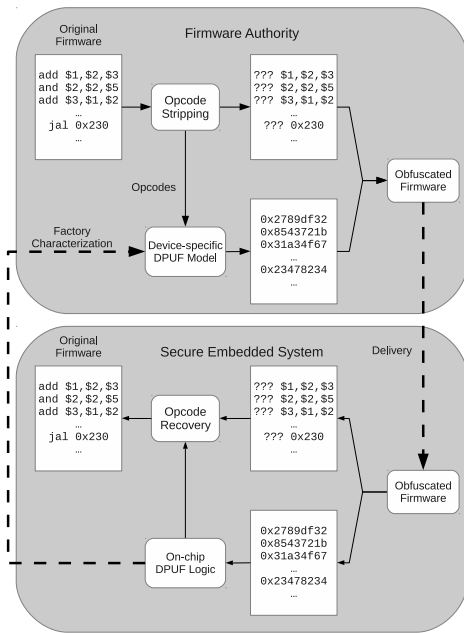 Original
Firmware
Firmware Authority
add $1,$2,$3
and $2,$2,$5
add $3,$1,$2
…
jal 0x230
…
Opcode
Stripping
??? $1,$2,$3
??? $2,$2,$5
??? $3,$1,$2
…
??? 0x230
…
Obfuscated
Firmware
Opcodes
Factory
Characterization
Device-specific
DPUF Model
0x2789df32
0x8543721b
0x31a34f67
…
0x23478234
…
Original
Firmware
Secure Embedded System
Delivery
add $1,$2,$3
and $2,$2,$5
add $3,$1,$2
…
jal 0x230
…
Opcode
Recovery
??? $1,$2,$3
??? $2,$2,$5
??? $3,$1,$2
…
??? 0x230
…
Obfuscated
Firmware
On-chip
DPUF Logic
0x2789df32
0x8543721b
0x31a34f67
…
0x23478234
…